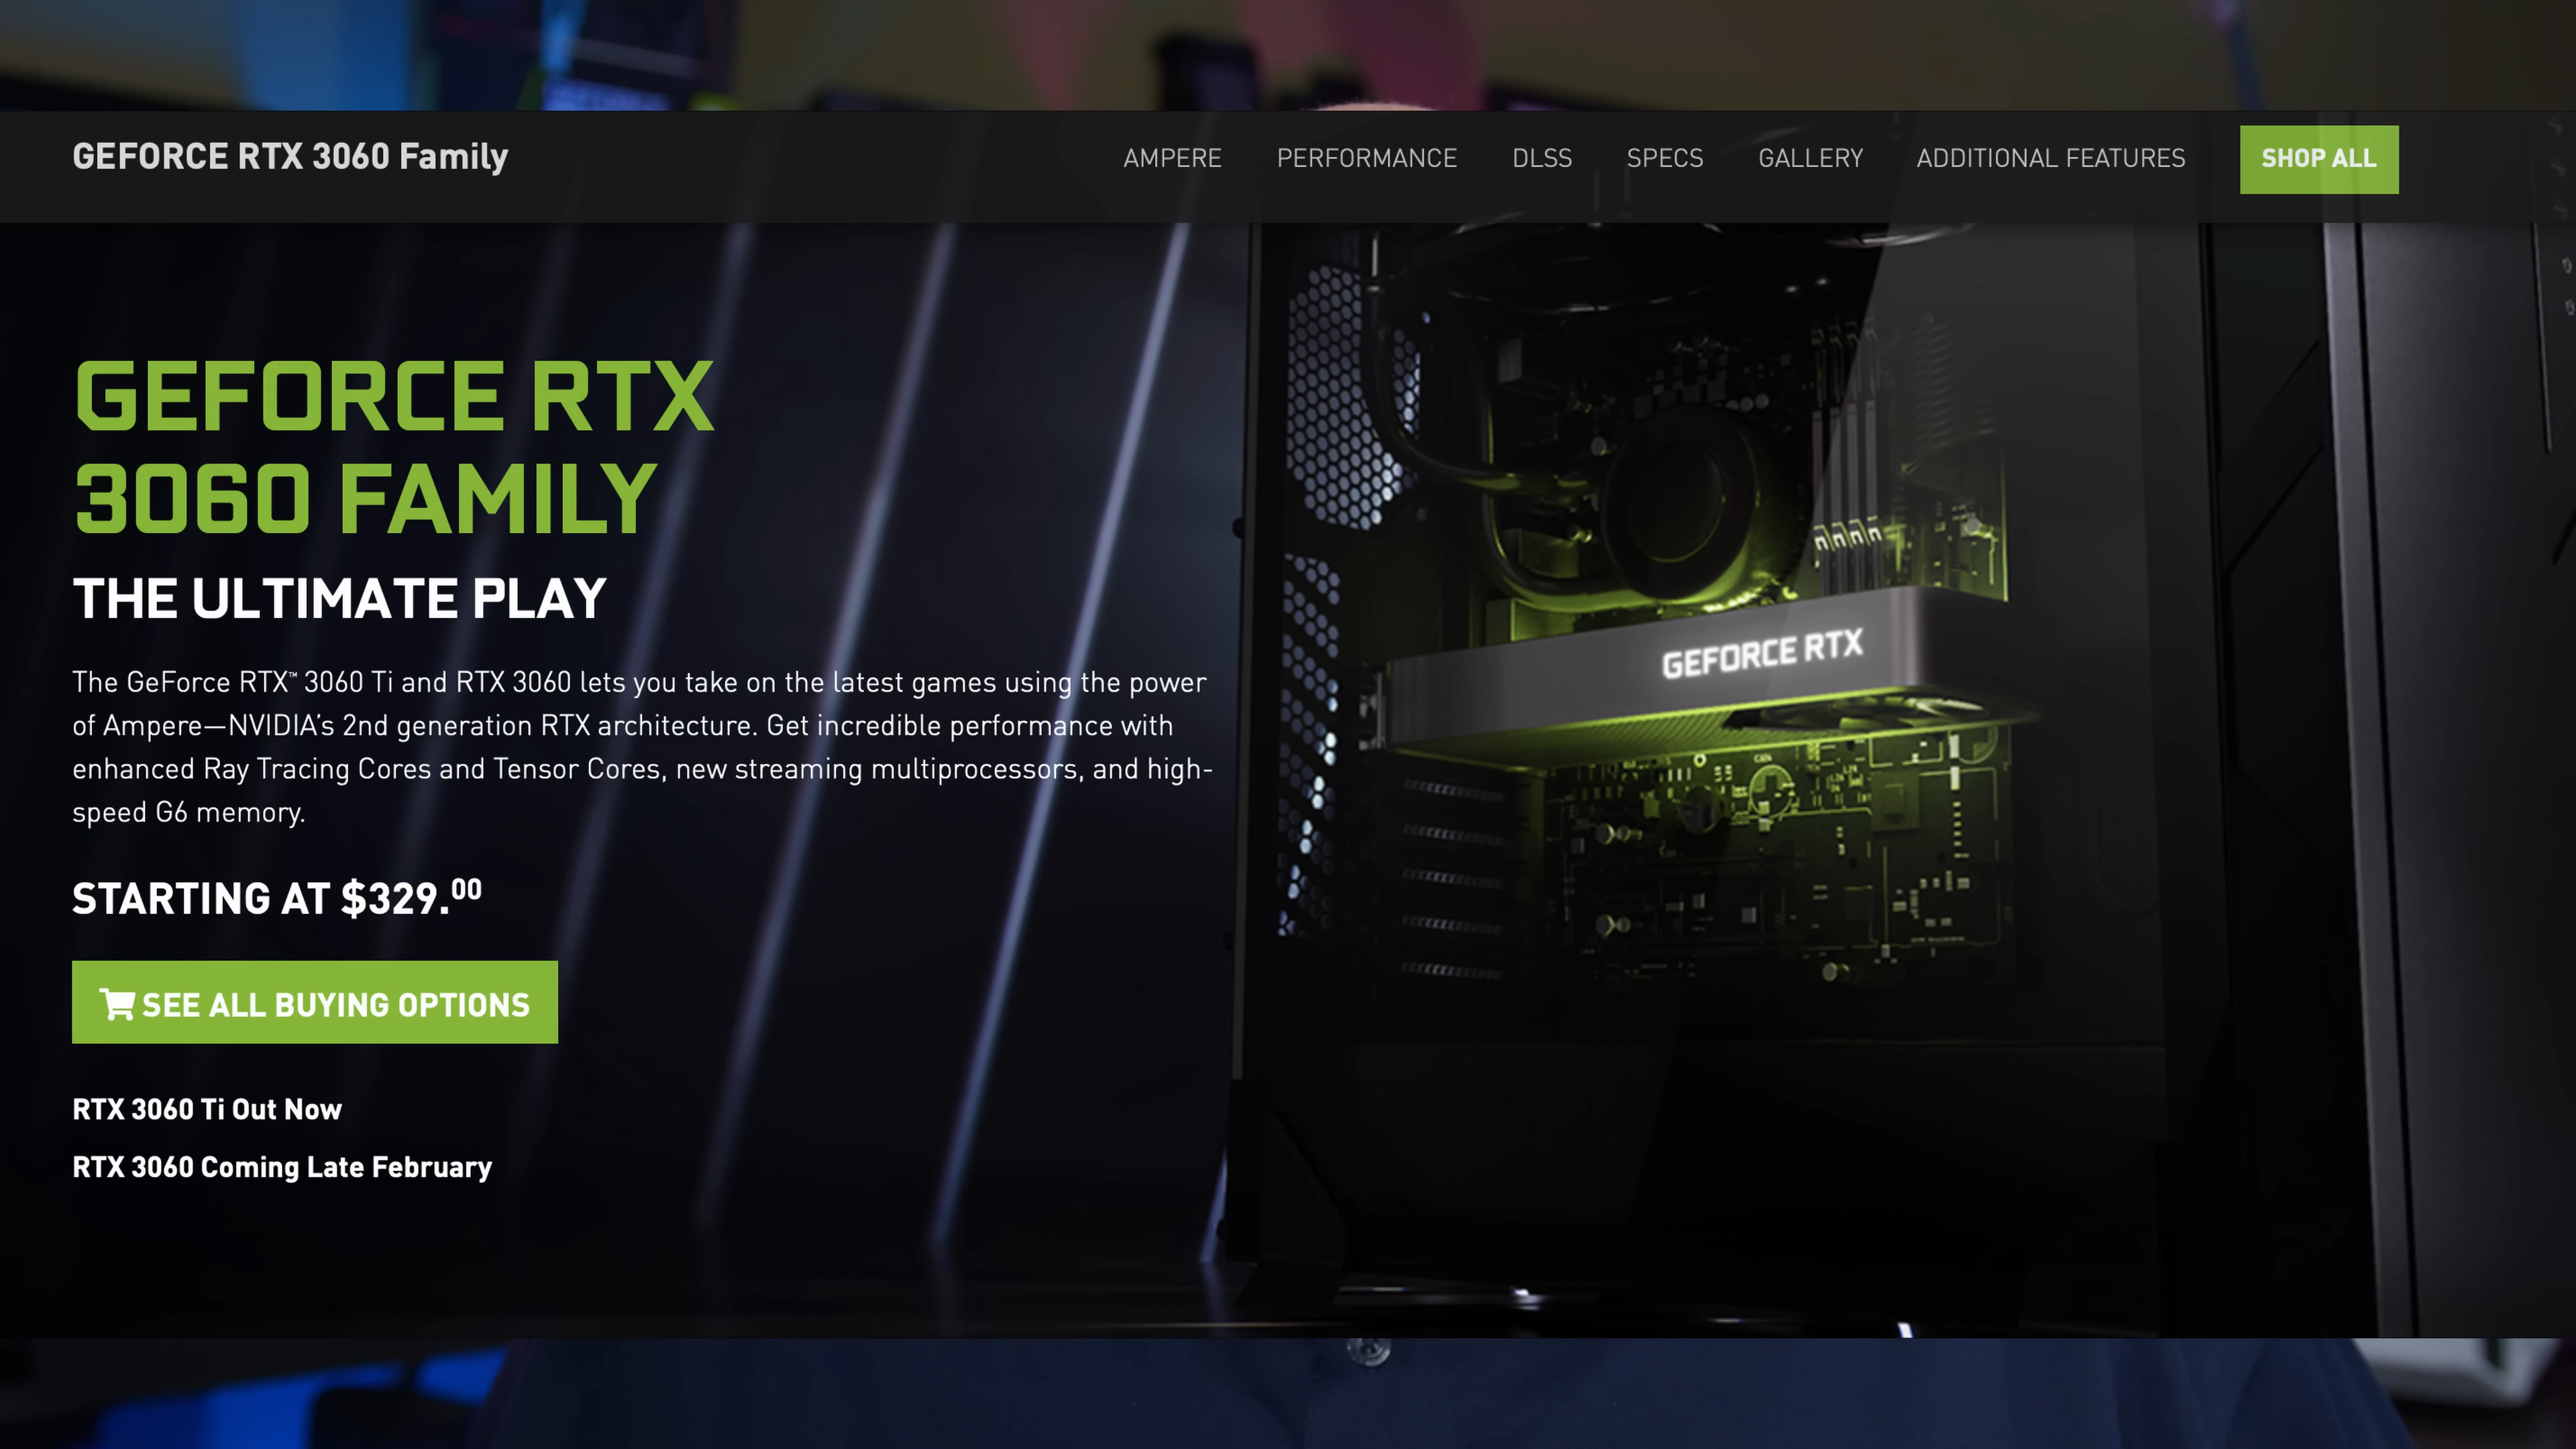 GEFORCE RTX 3060 Family
AMPERE PERFORMANCE DLSS SPECS GALLERY ADDITIONAL FEATURES SHOP ALL
GEFORCE RTX
3060 FAMILY
THE ULTIMATE PLAY
The GeForce RTX™ 3060 Ti and RTX 3060 lets you take on the latest games using the power
of Ampere—NVIDIA's 2nd generation RTX architecture. Get incredible performance with
enhanced Ray Tracing Cores and Tensor Cores, new streaming multiprocessors, and high-
speed G6 memory.
STARTING AT $329.00
SEE ALL BUYING OPTIONS
RTX 3060 Ti Out Now
RTX 3060 Coming Late February
GEFORCE RTX